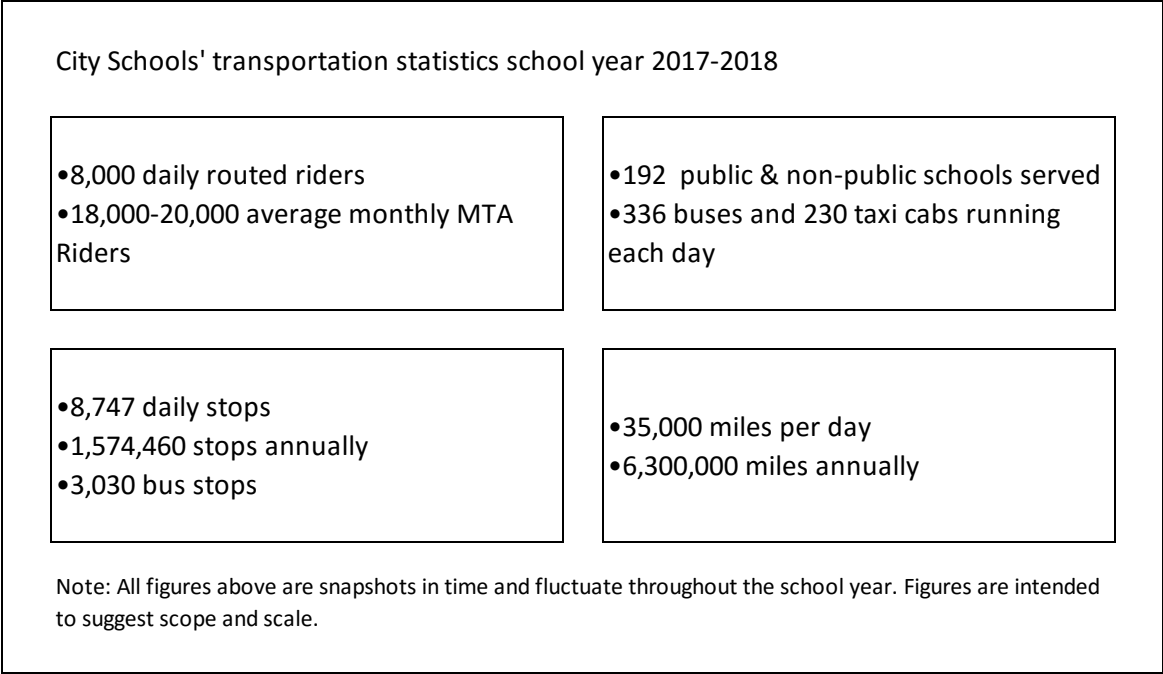 City Schools' transportation statistics school year 2017-2018
•8,000 daily routed riders
•18,000-20,000 average monthly MTA
Riders
•192  public & non-public schools served
•336 buses and 230 taxi cabs running
each day
•8,747 daily stops
•1,574,460 stops annually
•3,030 bus stops
•35,000 miles per day
•6,300,000 miles annually
Note: All figures above are snapshots in time and fluctuate throughout the school year. Figures are intended
to suggest scope and scale.